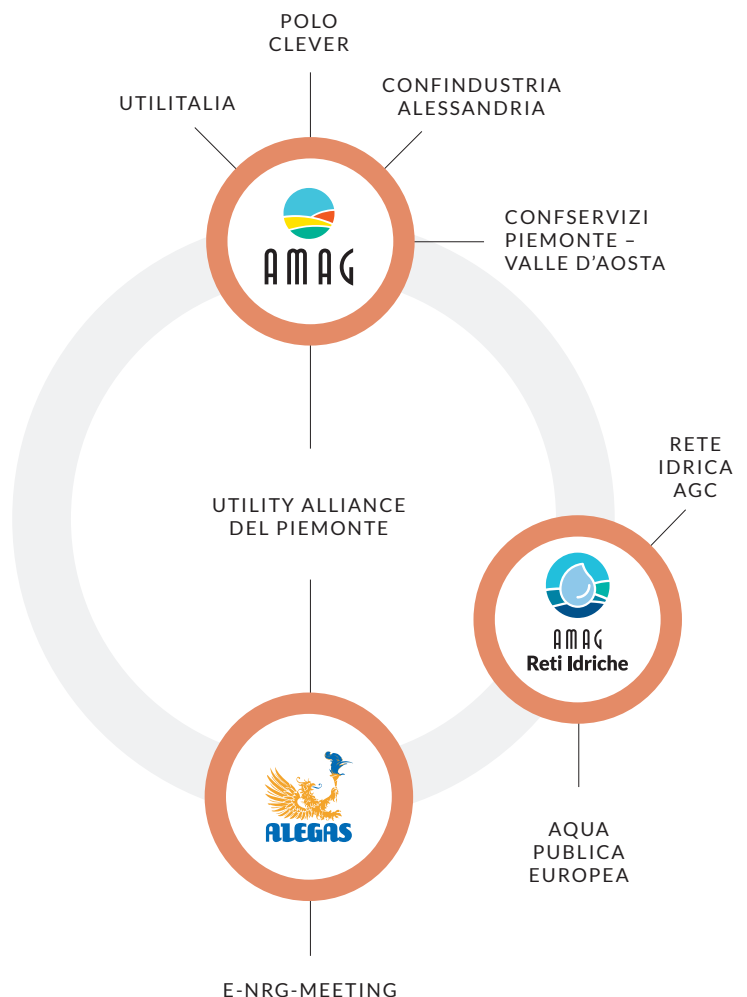 POLO
CLEVER
CONFINDUSTRIA
ALESSANDRIA
UTILITALIA
AMAG
CONFSERVIZI
PIEMONTE –
VALLE D’AOSTA
RETE
IDRICA
AGC
UTILITY ALLIANCE
DEL PIEMONTE
AMAG
Reti Idriche
ALEGAS
AQUA
PUBLICA
EUROPEA
E-NRG-MEETING